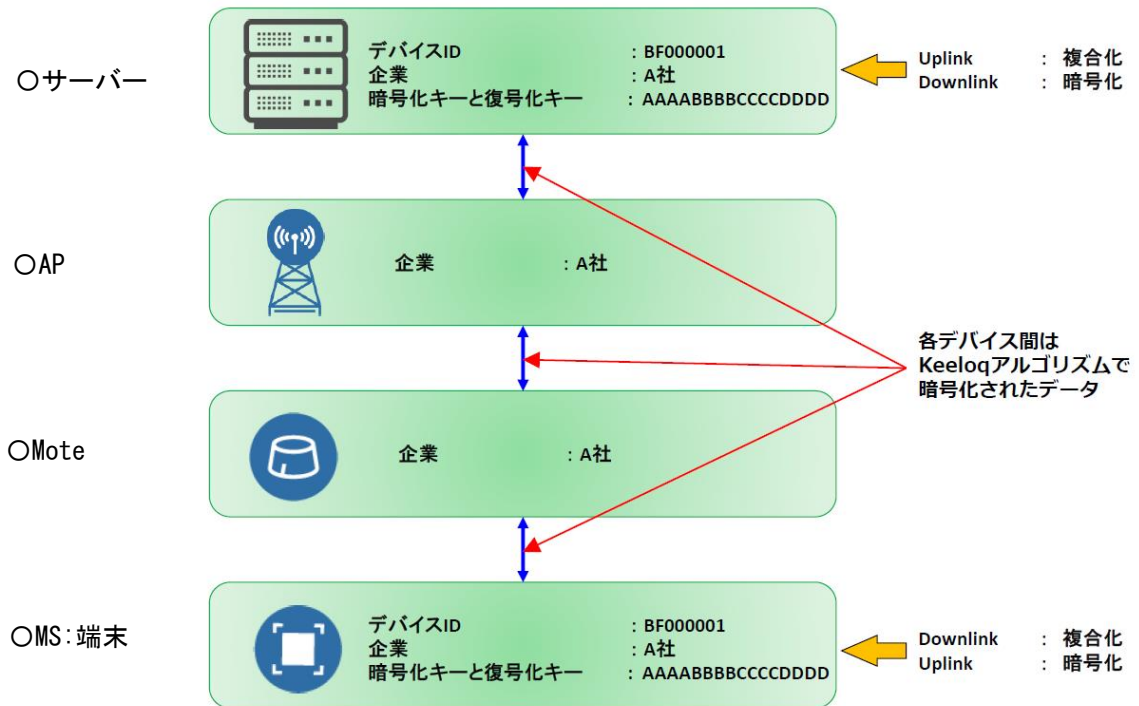 〇サーバー
デバイスID : BF000001
企業 : A社
暗号化キーと復号化キー : AAAABBBBCCCCDDDD
Uplink : 複合化
Downlink : 暗号化
〇AP
企業 : A社
各デバイス間は
Keeloqアルゴリズムで
暗号化されたデータ
〇Mote
企業 : A社
〇MS:端末
デバイスID : BF000001
企業 : A社
暗号化キーと復号化キー : AAAABBBBCCCCDDDD
Downlink : 複合化
Uplink : 暗号化